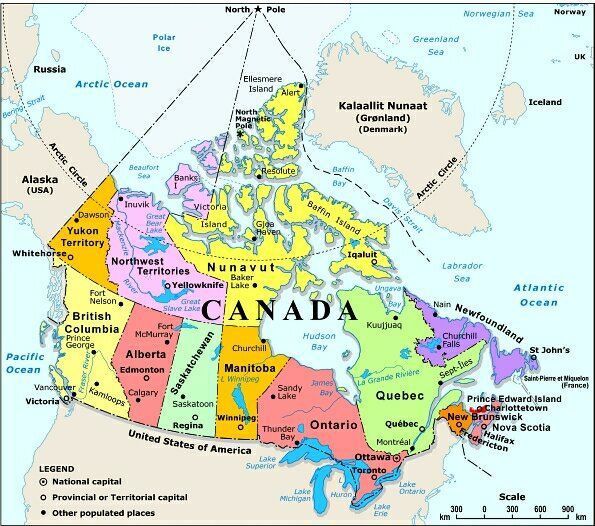 North Pole
Norwegian Sea
Norway
Polar
Ice
Greenland
Sea
UK
Russia
Arctic Ocean
Ellesmere
Island
Alert
Kalaallit Nunaat
(Grønland)
(Denmark)
Iceland
Bering Strait
North
Magnetic
Pole
Arctic Circle
Alaska
(USA)
Beaufort
Sea
Banks
I
Resolute
Baffin
Bay
Arctic Circle
Victoria
Island
Inuvik
Dawson
Great
Bear
Lake
Gjoa
Haven
Baffin Island
Davis Strait
Yukon
Territory
Mackenzie
River
Whitehorse
Northwest
Territories
Nunavut
Iqaluit
Labrador
Sea
Yellowknife
Baker
Lake
Great
Slave Lake
Ungava
Bay
Atlantic
Ocean
Fort
Nelson
CANADA
Nain
Newfoundland
British
Columbia
Fort
McMurray
Kuujjuaq
Churchill
Falls
Hudson
Bay
Prince
George
Alberta
Saskatchewan
Churchill
St John's
Pacific
Ocean
Edmonton
Manitoba
La Grande Rivière
Sept-Iles
Saint-Pierre et Miquelon
(France)
Fraser River
L Winnipeg
James
Bay
Sandy
Lake
Quebec
Vancouver
Kamloops
Calgary
Saskatoon
Prince Edward Island
Charlottetown
Victoria
Regina
Winnipeg
Ontario
Québec
New Brunswick
Nova Scotia
Halifax
Fredericton
United States of America
Thunder
Bay
Montréal
Ottawa
Lake
Superior
Toronto
Lake
Michigan
L
Huron
Lake
Ontario
Lake
Erie
LEGEND
National capital
Provincial or Territorial capital
Other populated places
Scale
km
300 0 300 600 900
km